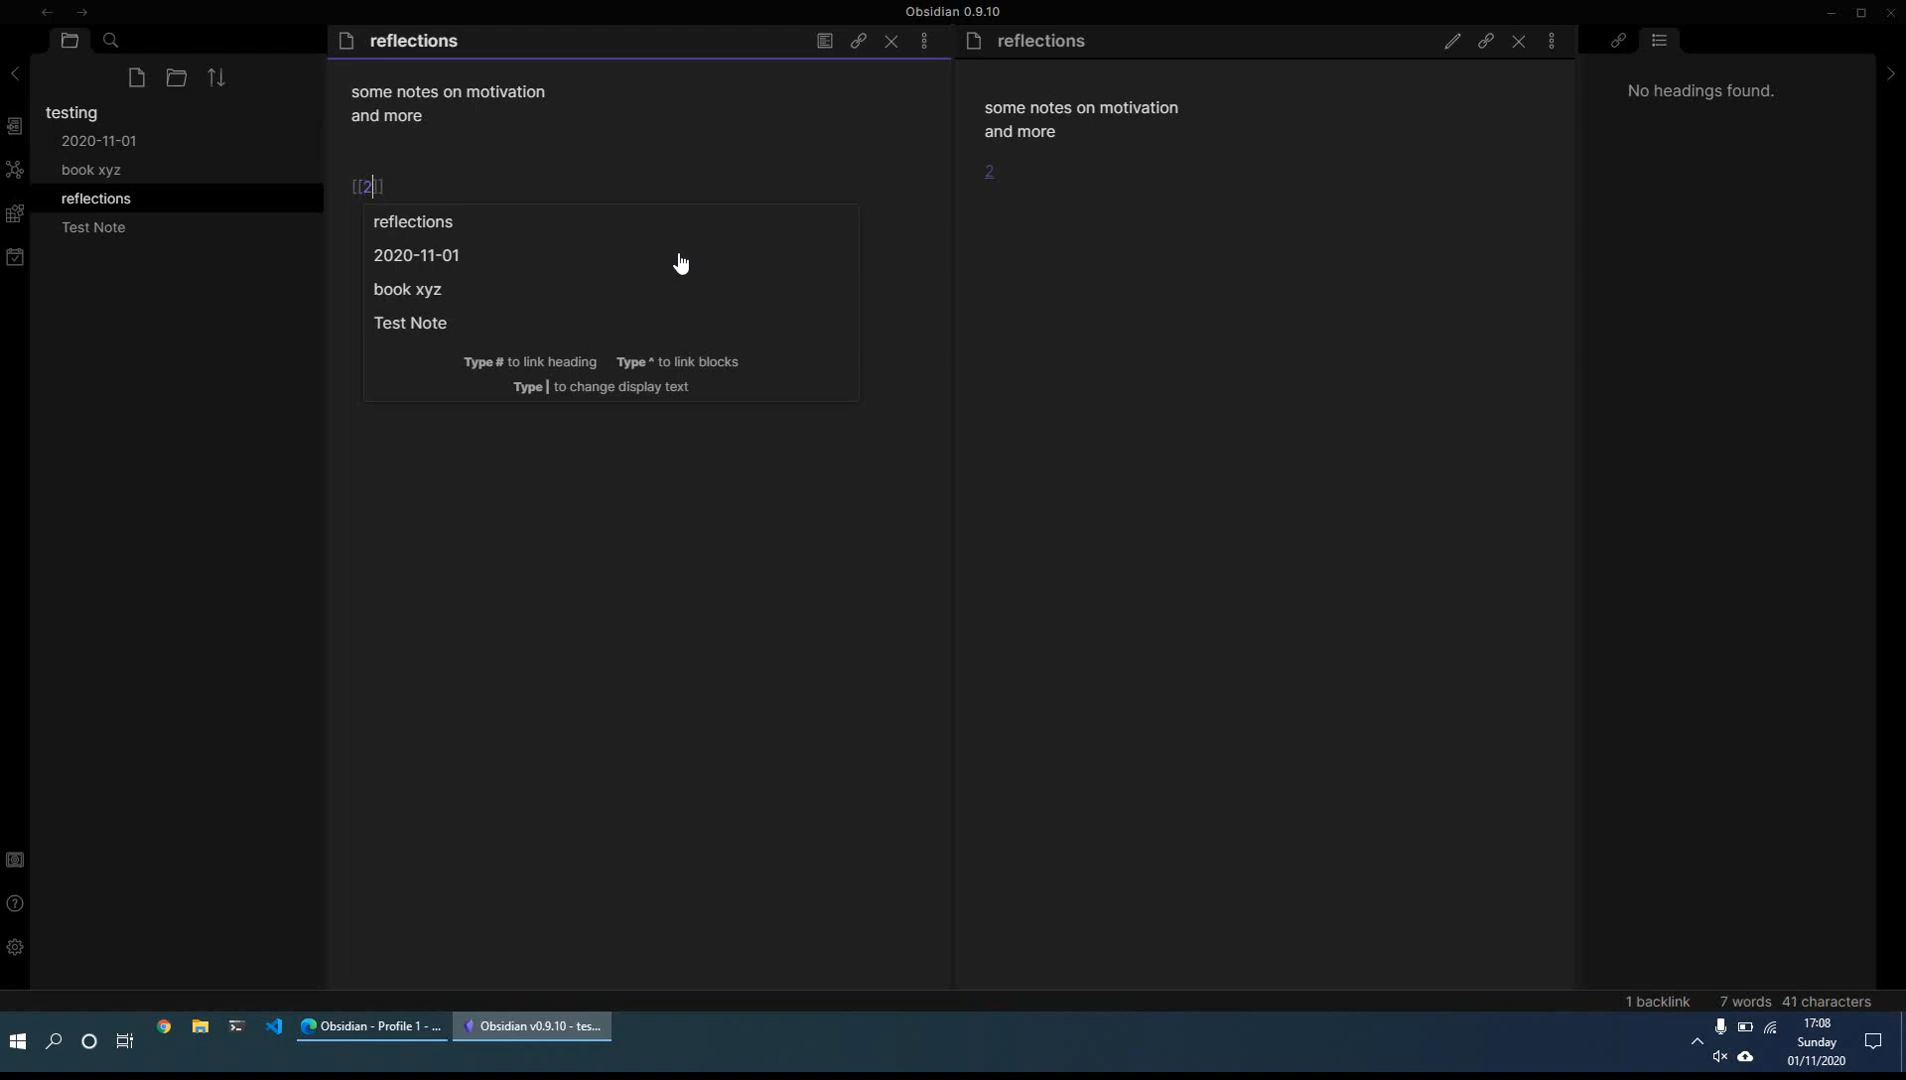 Obsidian 0.9.10
testing
2020-11-01
book xyz
reflections
Test Note
reflections
some notes on motivation
and more
[[2]]
reflections
2020-11-01
book xyz
Test Note
Type # to link heading Type ^ to link blocks
Type | to change display text
reflections
some notes on motivation
and more
2
No headings found.
1 backlink 7 words 41 characters
Obsidian - Profile 1 - ...
Obsidian v0.9.10 - tes...
17:08
Sunday
01/11/2020